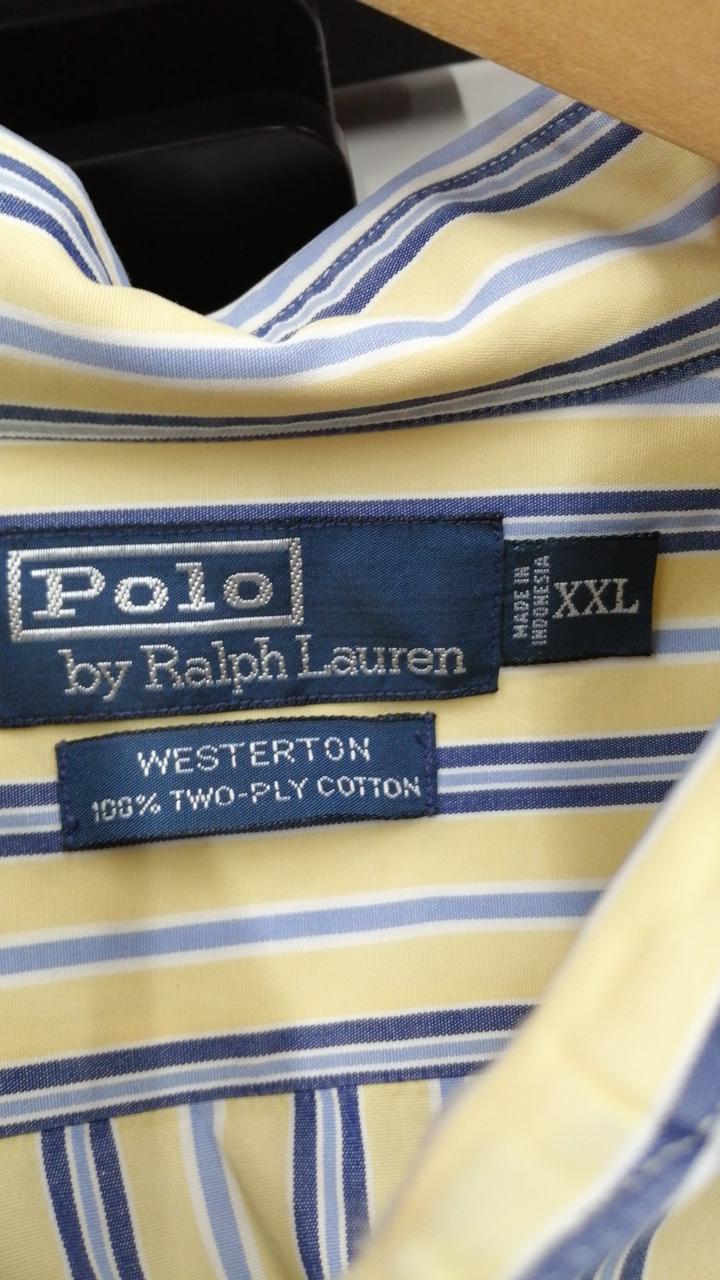 Polo
by Ralph Lauren
MADE IN
INDONESIA
XXL
WESTERTON
100% TWO-PLY COTTON